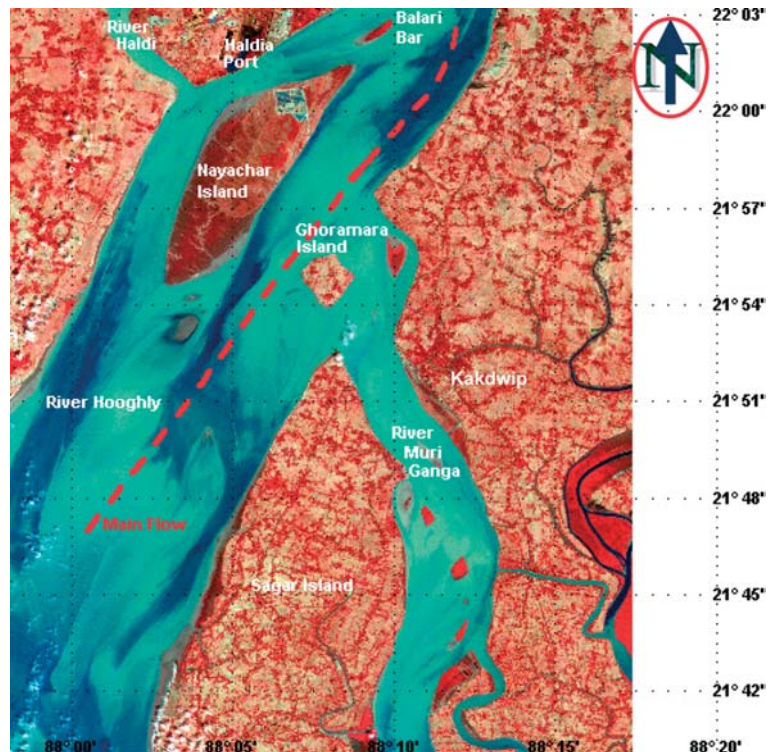 Balari
Bar
22°03"
River
Haldi
Haldia
Port
N
22°00"
Nayachar
Island
21°57"
Ghoramara
Island
21°54"
Kakdwip
River Hooghly
21°51"
River
Muri
Ganga
21°48"
Main Flow
Sagar Island
21°45"
21°42"
88°00' 88°05' 88°10' 88°15' 88°20'